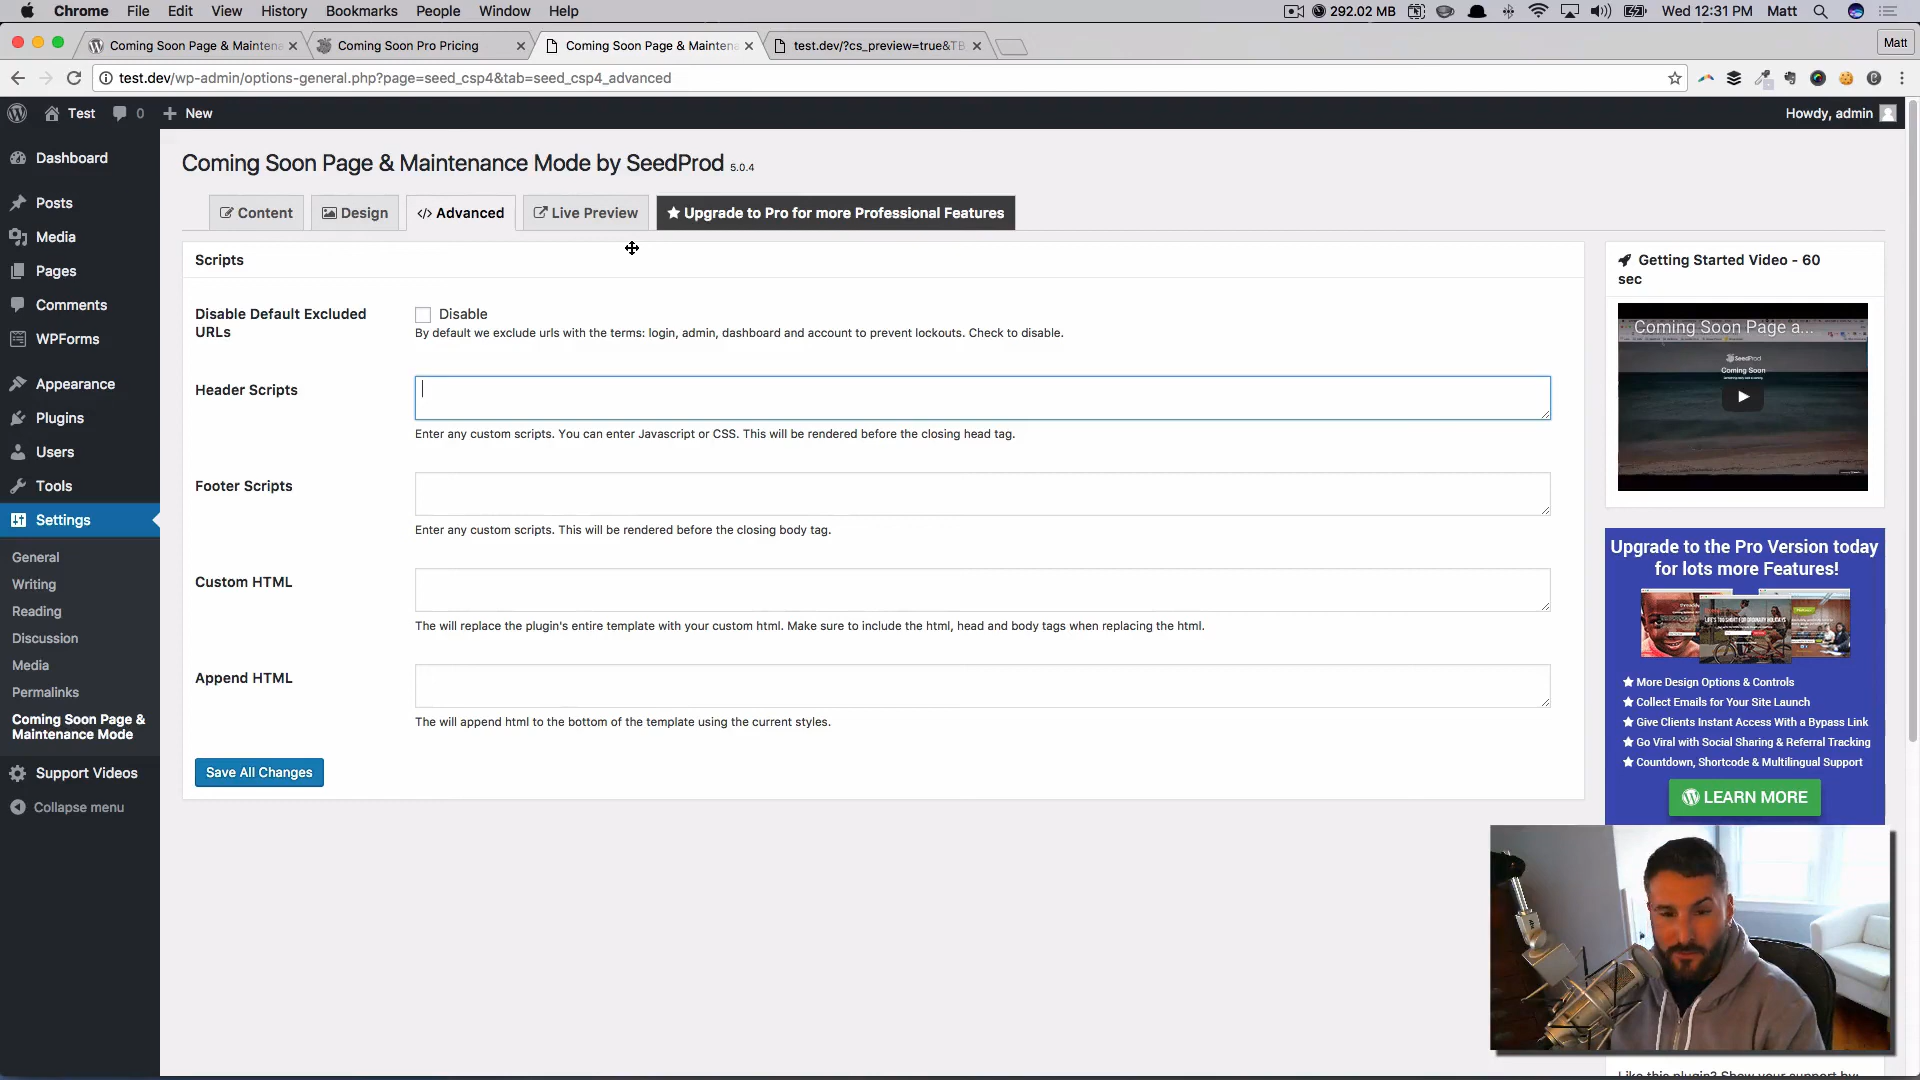 Chrome File Edit View History Bookmarks People Window Help 292.02 MB Wed 12:31 PM Matt
Coming Soon Page & Maintena Coming Soon Pro Pricing Coming Soon Page & Maintena test.dev/?cs_preview=true&TB Matt
test.dev/wp-admin/options-general.php?page=seed_csp4&tab=seed_csp4_advanced
Test 0 New Howdy, admin
Dashboard
Posts
Media
Pages
Comments
WPForms
Appearance
Plugins
Users
Tools
Settings
General
Writing
Reading
Discussion
Media
Permalinks
Coming Soon Page &
Maintenance Mode
Support Videos
Collapse menu
Coming Soon Page & Maintenance Mode by SeedProd 5.0.4
Content Design </> Advanced Live Preview Upgrade to Pro for more Professional Features
Scripts
Disable Default Excluded
URLs
Disable
By default we exclude urls with the terms: login, admin, dashboard and account to prevent lockouts. Check to disable.
Header Scripts
Enter any custom scripts. You can enter Javascript or CSS. This will be rendered before the closing head tag.
Footer Scripts
Enter any custom scripts. This will be rendered before the closing body tag.
Custom HTML
The will replace the plugin's entire template with your custom html. Make sure to include the html, head and body tags when replacing the html.
Append HTML
The will append html to the bottom of the template using the current styles.
Save All Changes
Getting Started Video - 60
sec
Coming Soon Page a...
SeedProd
Coming Soon
Upgrade to the Pro Version today
for lots more Features!
More Design Options & Controls
Collect Emails for Your Site Launch
Give Clients Instant Access With a Bypass Link
Go Viral with Social Sharing & Referral Tracking
Countdown, Shortcode & Multilingual Support
LEARN MORE
Like this plugin? Show your support by: